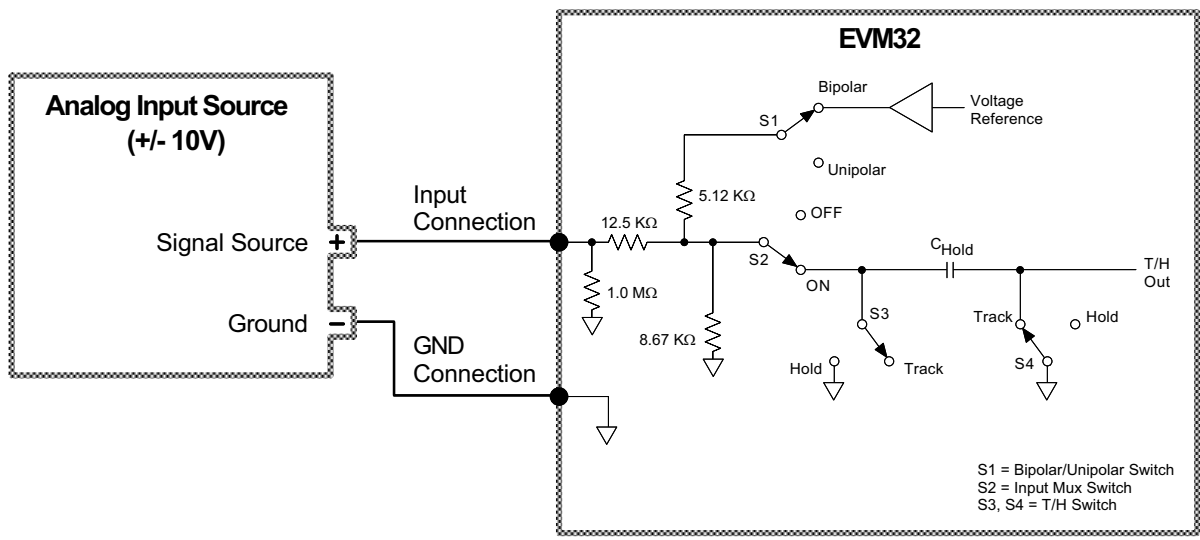 EVM32
Analog Input Source
(+/- 10V)
Signal Source
+
Ground
–
Input
Connection
GND
Connection
Bipolar
S1
Voltage
Reference
Unipolar
5.12 KΩ
OFF
12.5 KΩ
S2
ON
CHold
T/H
Out
1.0 MΩ
8.67 KΩ
S3
Hold
Track
Track
Hold
S4
S1 = Bipolar/Unipolar Switch
S2 = Input Mux Switch
S3, S4 = T/H Switch